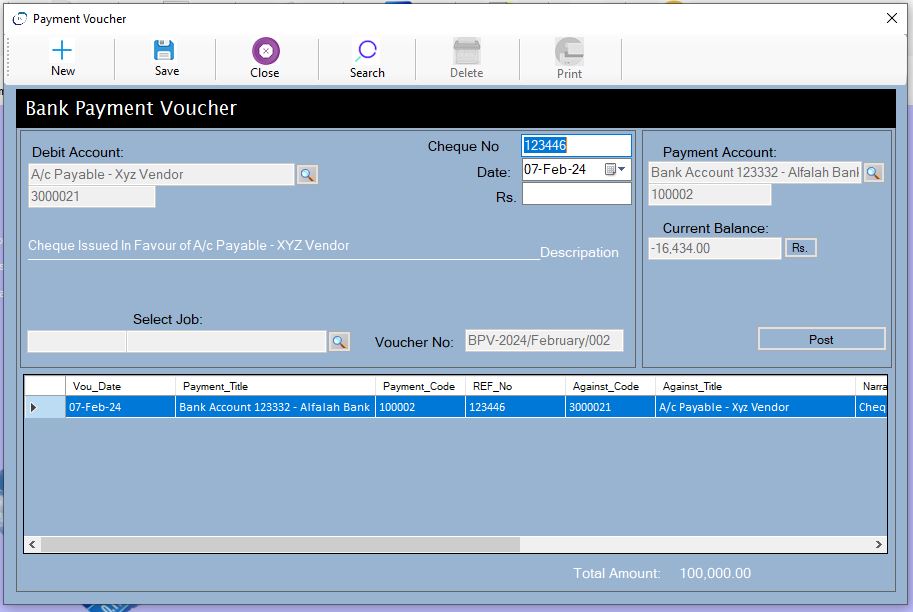 Payment Voucher
New
Save
Close
Search
Delete
Print
Bank Payment Voucher
Debit Account:
A/c Payable - Xyz Vendor
3000021
Cheque No
123446
Date:
07-Feb-24
Rs.
Payment Account:
Bank Account 123332 - Alfalah Bank
100002
Current Balance:
-16,434.00
Rs.
Cheque Issued In Favour of A/c Payable - XYZ Vendor
Descripation
Select Job:
Voucher No:
BPV-2024/February/002
Post
Vou_Date Payment_Title Payment_Code REF_No Against_Code Against_Title Narra
07-Feb-24 Bank Account 123332 - Alfalah Bank 100002 123446 3000021 A/c Payable - Xyz Vendor Cheq
Total Amount: 100,000.00